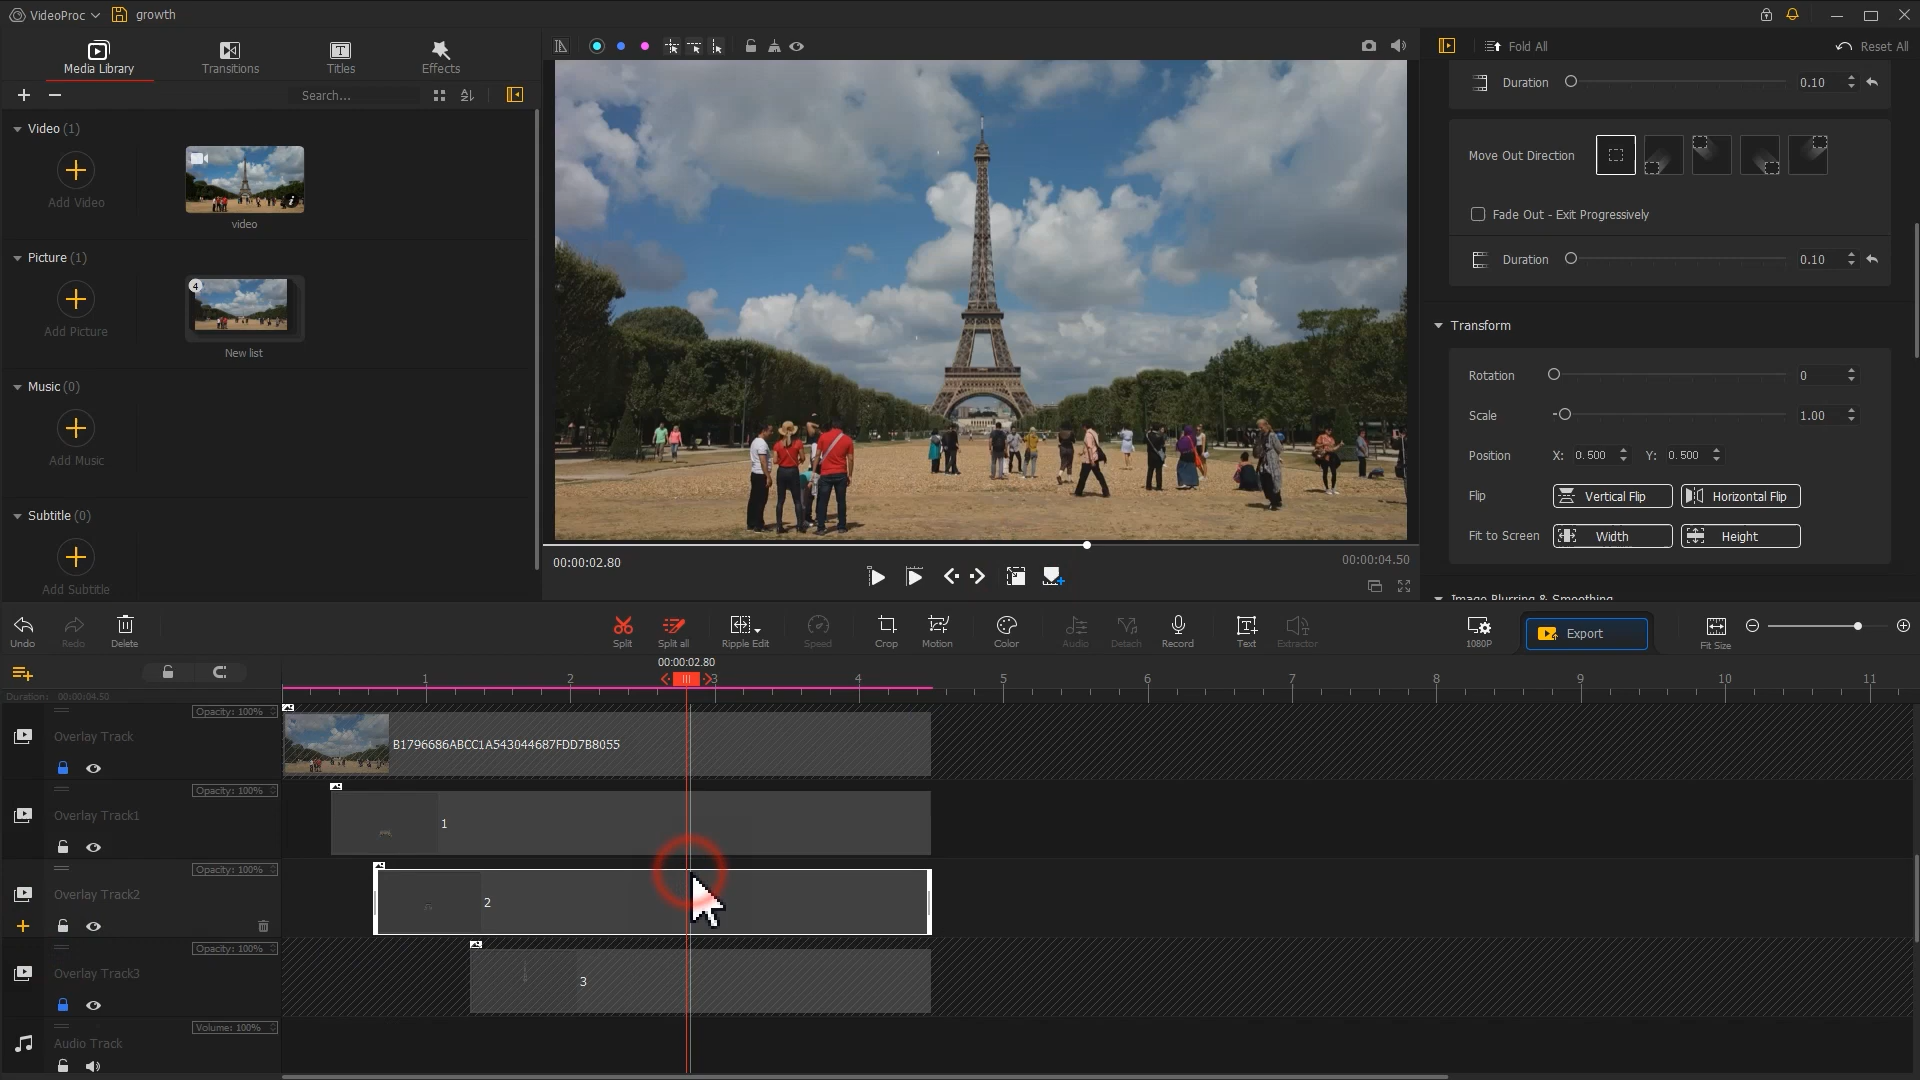 VideoProc growth
Media Library
Transitions
Titles
Effects
Search...
Fold All
Reset All
Video (1)
Add Video
video
Picture (1)
Add Picture
4
New list
Music (0)
Add Music
Subtitle (0)
Add Subtitle
00:00:02.80
00:00:04.50
Duration 0.10
Move Out Direction
Fade Out - Exit Progressively
Duration 0.10
Transform
Rotation 0
Scale 1.00
Position X: 0.500 Y: 0.500
Flip Vertical Flip Horizontal Flip
Fit to Screen Width Height
Image Blurring & Smoothing
Undo Redo Delete Split Split all Ripple Edit Speed Crop Motion Color Audio Detach Record Text Extractor 1080P Export Fit Size
00:00:02.80
1 2 3 4 5 6 7 8 9 10 11
Duration: 00:00:04.50
Opacity: 100%
Overlay Track
B1796686ABCC1A543044687FDD7B8055
Opacity: 100%
Overlay Track1
1
Opacity: 100%
Overlay Track2
2
Opacity: 100%
Overlay Track3
3
Volume: 100%
Audio Track